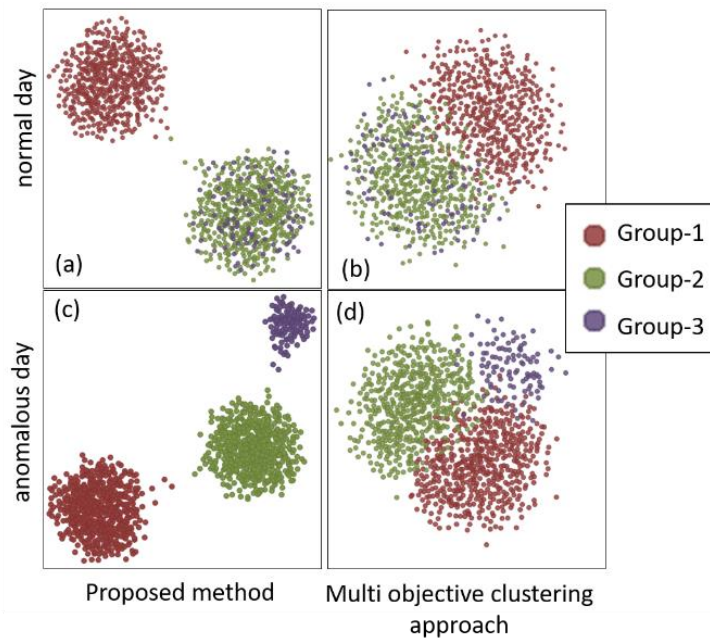 normal day
(a)
(b)
Group-1
Group-2
Group-3
anomalous day
(c)
(d)
Proposed method
Multi objective clustering
approach